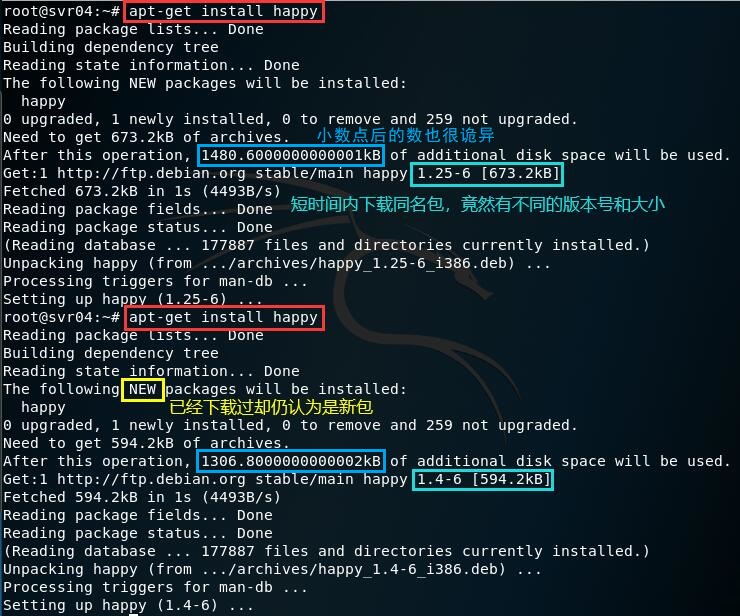 root@svr04:~# apt-get install happy
Reading package lists... Done
Building dependency tree
Reading state information... Done
The following NEW packages will be installed:
  happy
0 upgraded, 1 newly installed, 0 to remove and 259 not upgraded.
Need to get 673.2kB of archives. 小数点后的数也很诡异
After this operation, 1480.6000000000001kB of additional disk space will be used.
Get:1 http://ftp.debian.org stable/main happy 1.25-6 [673.2kB]
Fetched 673.2kB in 1s (4493B/s)
Reading package fields... Done 短时间内下载同名包，竟然有不同的版本号和大小
Reading package status... Done
(Reading database ... 177887 files and directories currently installed.)
Unpacking happy (from .../archives/happy_1.25-6_i386.deb) ...
Processing triggers for man-db ...
Setting up happy (1.25-6) ...
root@svr04:~# apt-get install happy
Reading package lists... Done
Building dependency tree
Reading state information... Done
The following NEW packages will be installed:
  happy 已经下载过却仍认为是新包
0 upgraded, 1 newly installed, 0 to remove and 259 not upgraded.
Need to get 594.2kB of archives.
After this operation, 1306.8000000000002kB of additional disk space will be used.
Get:1 http://ftp.debian.org stable/main happy 1.4-6 [594.2kB]
Fetched 594.2kB in 1s (4493B/s)
Reading package fields... Done
Reading package status... Done
(Reading database ... 177887 files and directories currently installed.)
Unpacking happy (from .../archives/happy_1.4-6_i386.deb) ...
Processing triggers for man-db ...
Setting up happy (1.4-6) ...